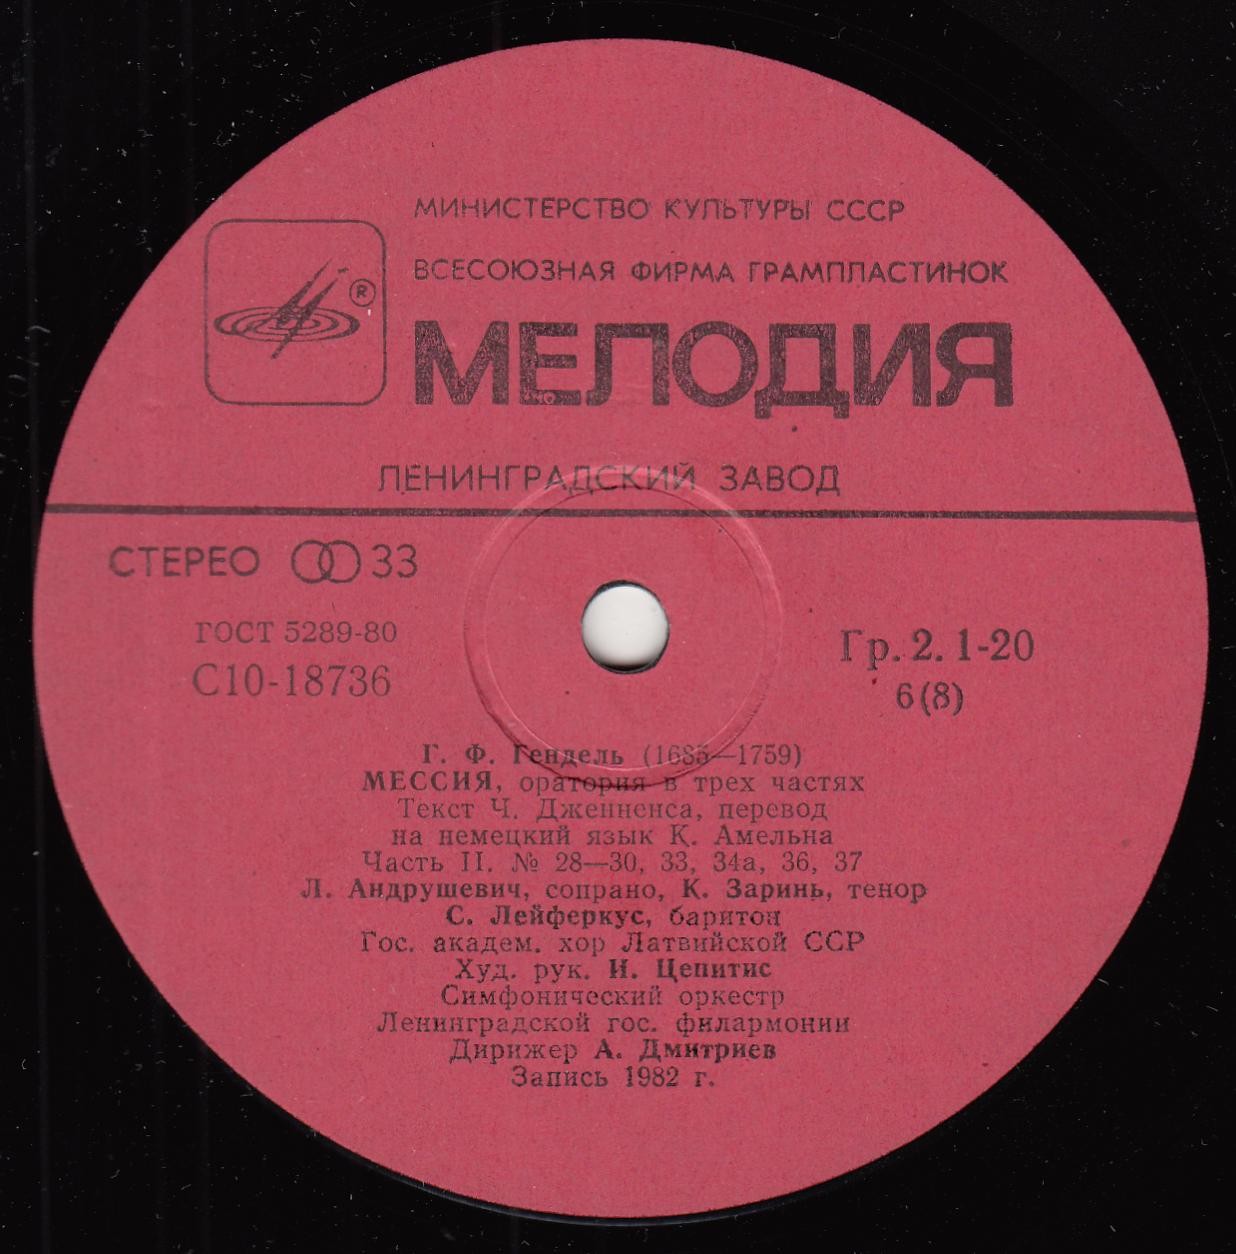 МИНИСТЕРСТВО КУЛЬТУРЫ СССР
ВСЕСОЮЗНАЯ ФИРМА ГРАМПЛАСТИНОК
®
МЕЛОДИЯ
ЛЕНИНГРАДСКИЙ ЗАВОД
СТЕРЕО 33
ГОСТ 5289-80
С10-18736
Гр. 2. 1-20
6(8)
Г. Ф. Гендель (1685—1759)
МЕССИЯ, оратория в трех частях
Текст Ч. Дженненса, перевод
на немецкий язык К. Амельна
Часть II. № 28—30, 33, 34а, 36, 37
Л. Андрушевич, сопрано, К. Заринь, тенор
С. Лейферкус, баритон
Гос. академ. хор Латвийской ССР
Худ. рук. И. Цепитис
Симфонический оркестр
Ленинградской гос. филармонии
Дирижер А. Дмитриев
Запись 1982 г.